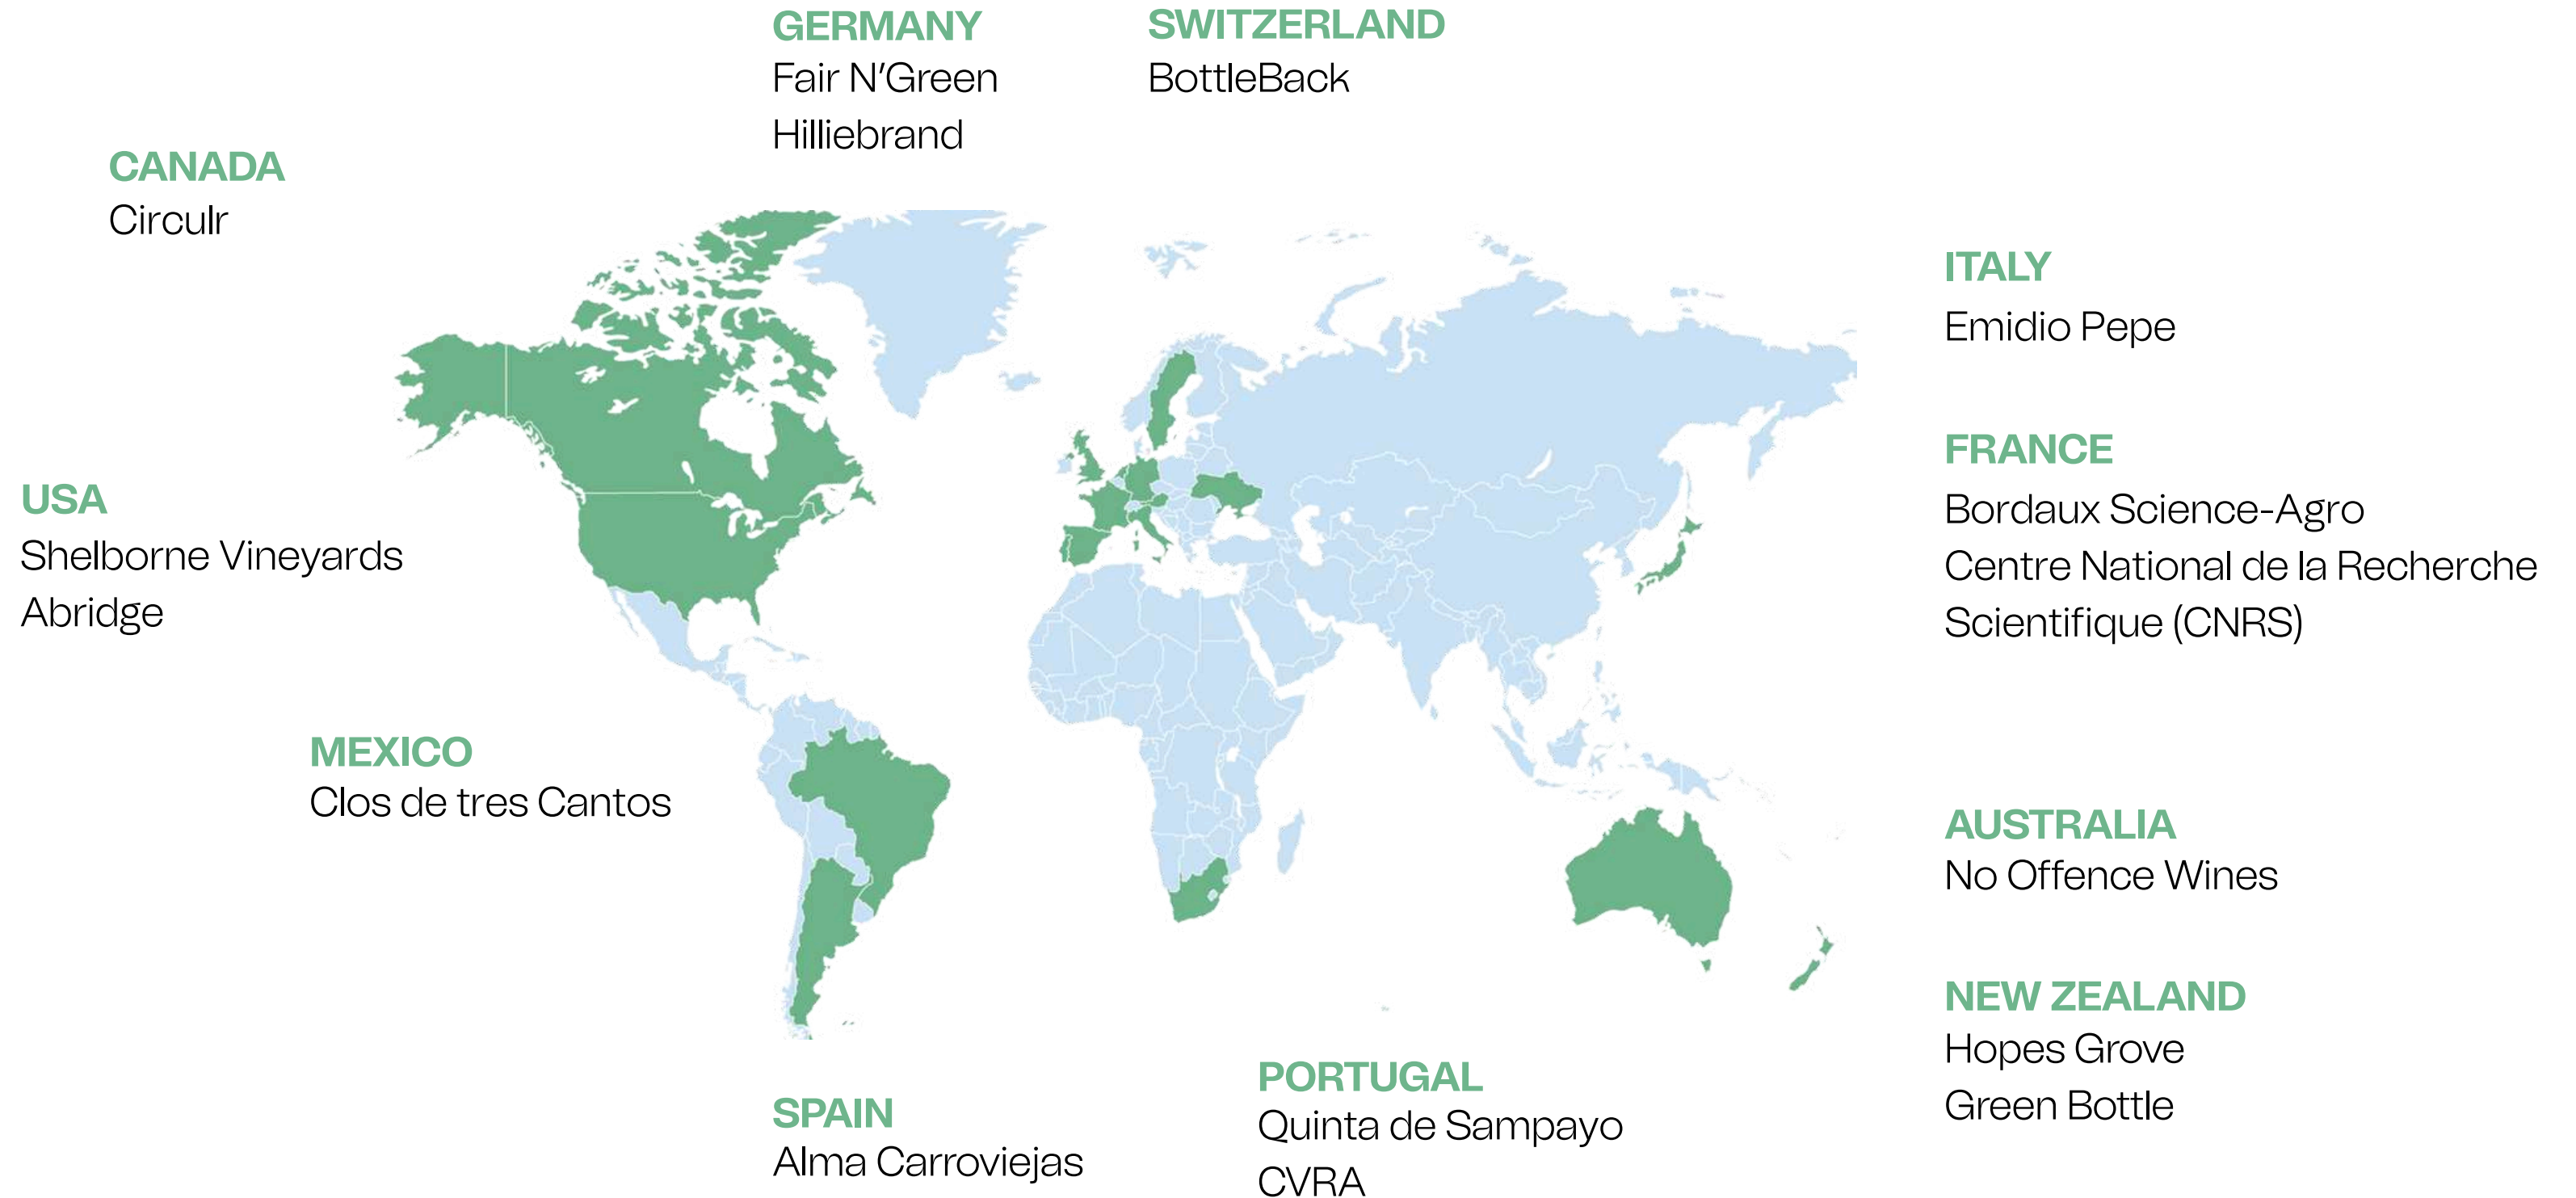 GERMANY
Fair N'Green
Hilliebrand
SWITZERLAND
BottleBack
CANADA
Circulr
ITALY
Emidio Pepe
FRANCE
Bordaux Science-Agro
Centre National de la Recherche
Scientifique (CNRS)
USA
Shelborne Vineyards
Abridge
MEXICO
Clos de tres Cantos
AUSTRALIA
No Offence Wines
NEW ZEALAND
Hopes Grove
Green Bottle
SPAIN
Alma Carroviejas
PORTUGAL
Quinta de Sampayo
CVRA